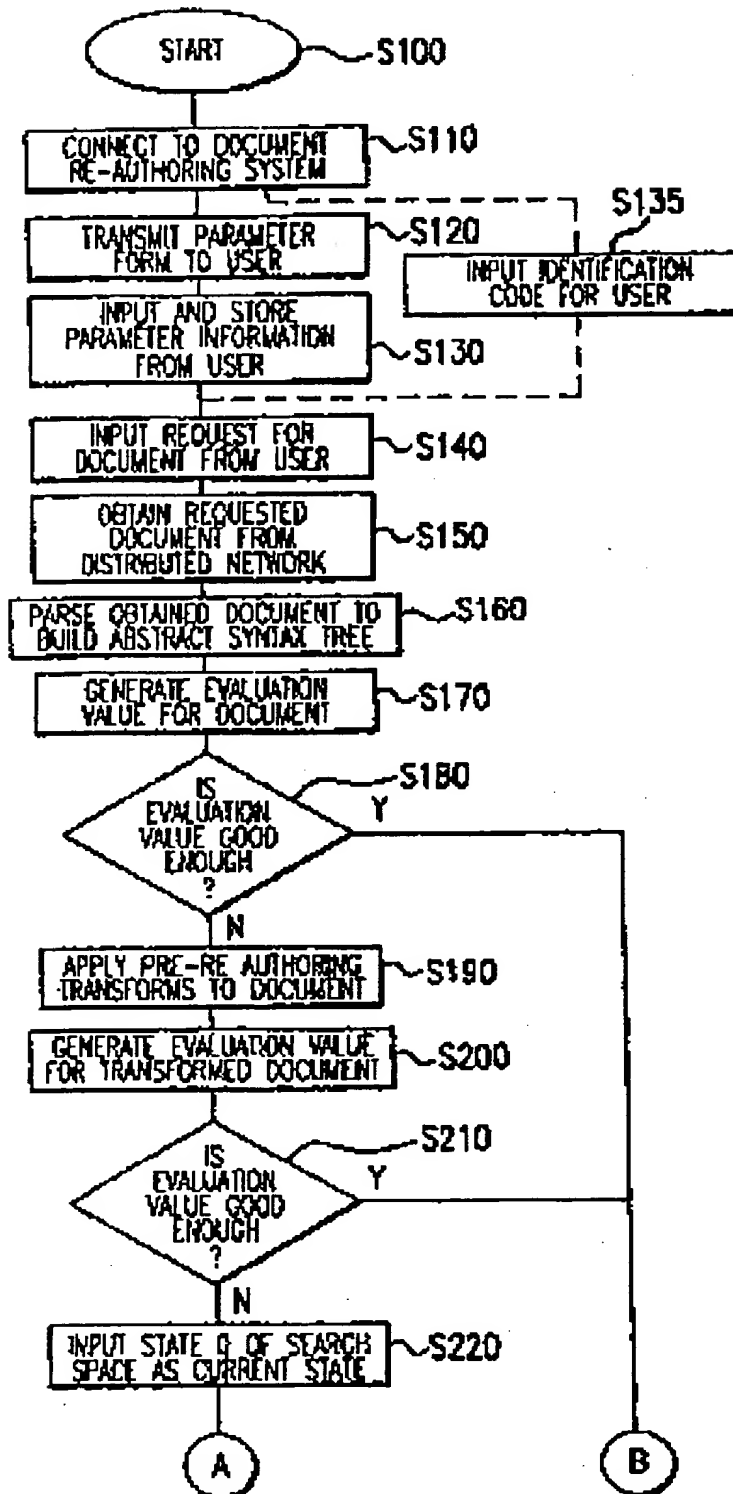 START
S100
CONNECT TO DOCUMENT
RE-AUTHORING SYSTEM
S110
TRANSMIT PARAMETER
FORM TO USER
S120
S135
INPUT IDENTIFICATION
CODE FOR USER
INPUT AND STORE
PARAMETER INFORMATION
FROM USER
S130
INPUT REQUEST FOR
DOCUMENT FROM USER
S140
OBTAIN REQUESTED
DOCUMENT FROM
DISTRIBUTED NETWORK
S150
PARSE OBTAINED DOCUMENT TO
BUILD ABSTRACT SYNTAX TREE
S160
GENERATE EVALUATION
VALUE FOR DOCUMENT
S170
S180
IS
EVALUATION
VALUE GOOD
ENOUGH
?
Y
N
APPLY PRE-RE AUTHORING
TRANSFORMS TO DOCUMENT
S190
GENERATE EVALUATION VALUE
FOR TRANSFORMED DOCUMENT
S200
S210
IS
EVALUATION
VALUE GOOD
ENOUGH
?
Y
N
INPUT STATE 0 OF SEARCH
SPACE AS CURRENT STATE
S220
A
B